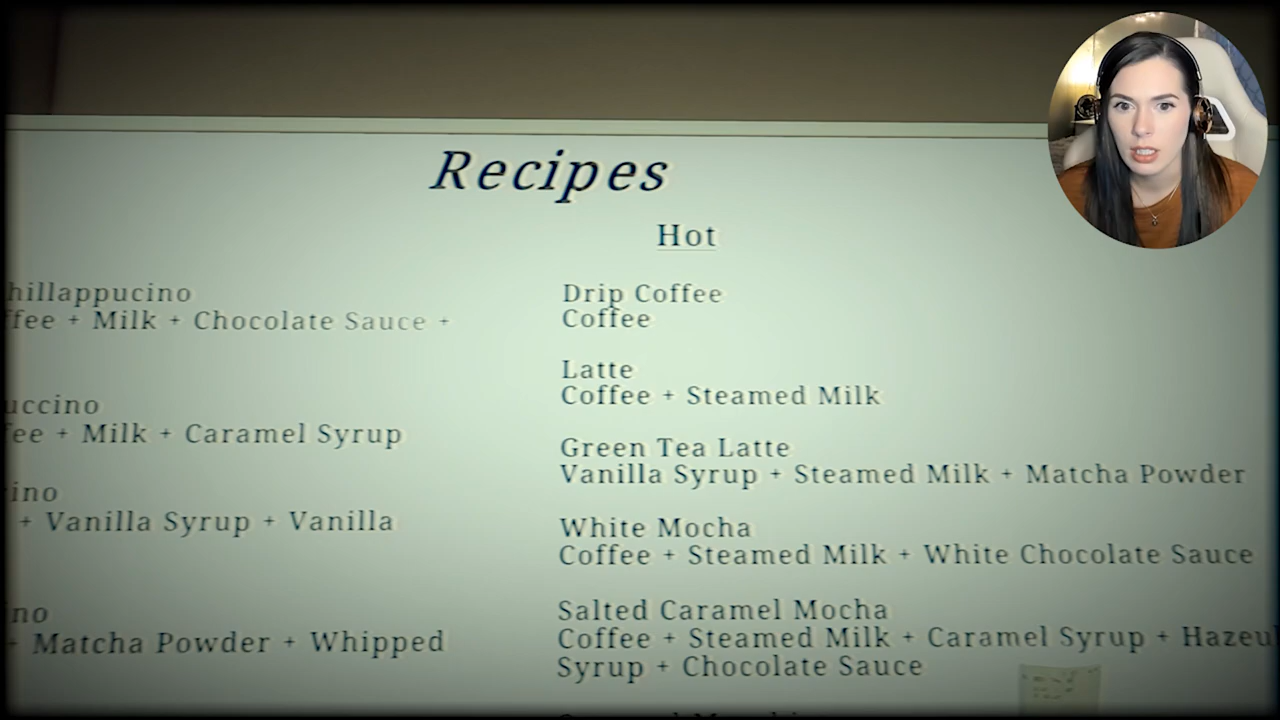 Recipes
Hot
hillappucino
ffee + Milk + Chocolate Sauce +
uccino
fee + Milk + Caramel Syrup
ino
+ Vanilla Syrup + Vanilla
no
+ Matcha Powder + Whipped
Drip Coffee
Coffee
Latte
Coffee + Steamed Milk
Green Tea Latte
Vanilla Syrup + Steamed Milk + Matcha Powder
White Mocha
Coffee + Steamed Milk + White Chocolate Sauce
Salted Caramel Mocha
Coffee + Steamed Milk + Caramel Syrup + Hazeu
Syrup + Chocolate Sauce